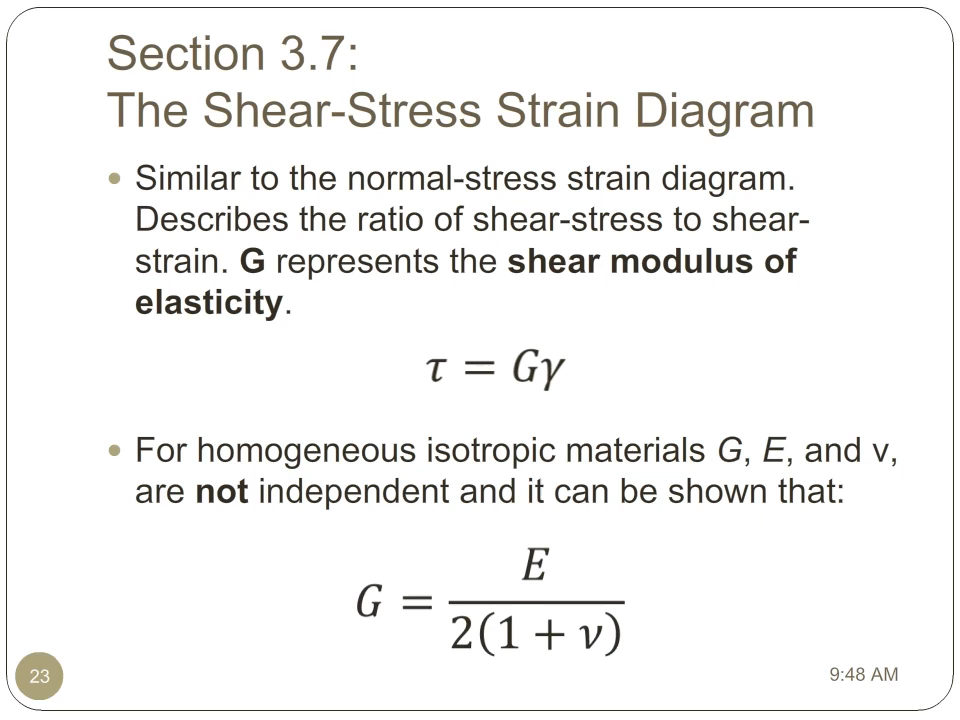 Section 3.7:
The Shear-Stress Strain Diagram
• Similar to the normal-stress strain diagram.
Describes the ratio of shear-stress to shear-
strain. G represents the shear modulus of
elasticity.
τ = Gγ
• For homogeneous isotropic materials G, E, and ν,
are not independent and it can be shown that:
G = E / 2(1 + ν)
23
9:48 AM